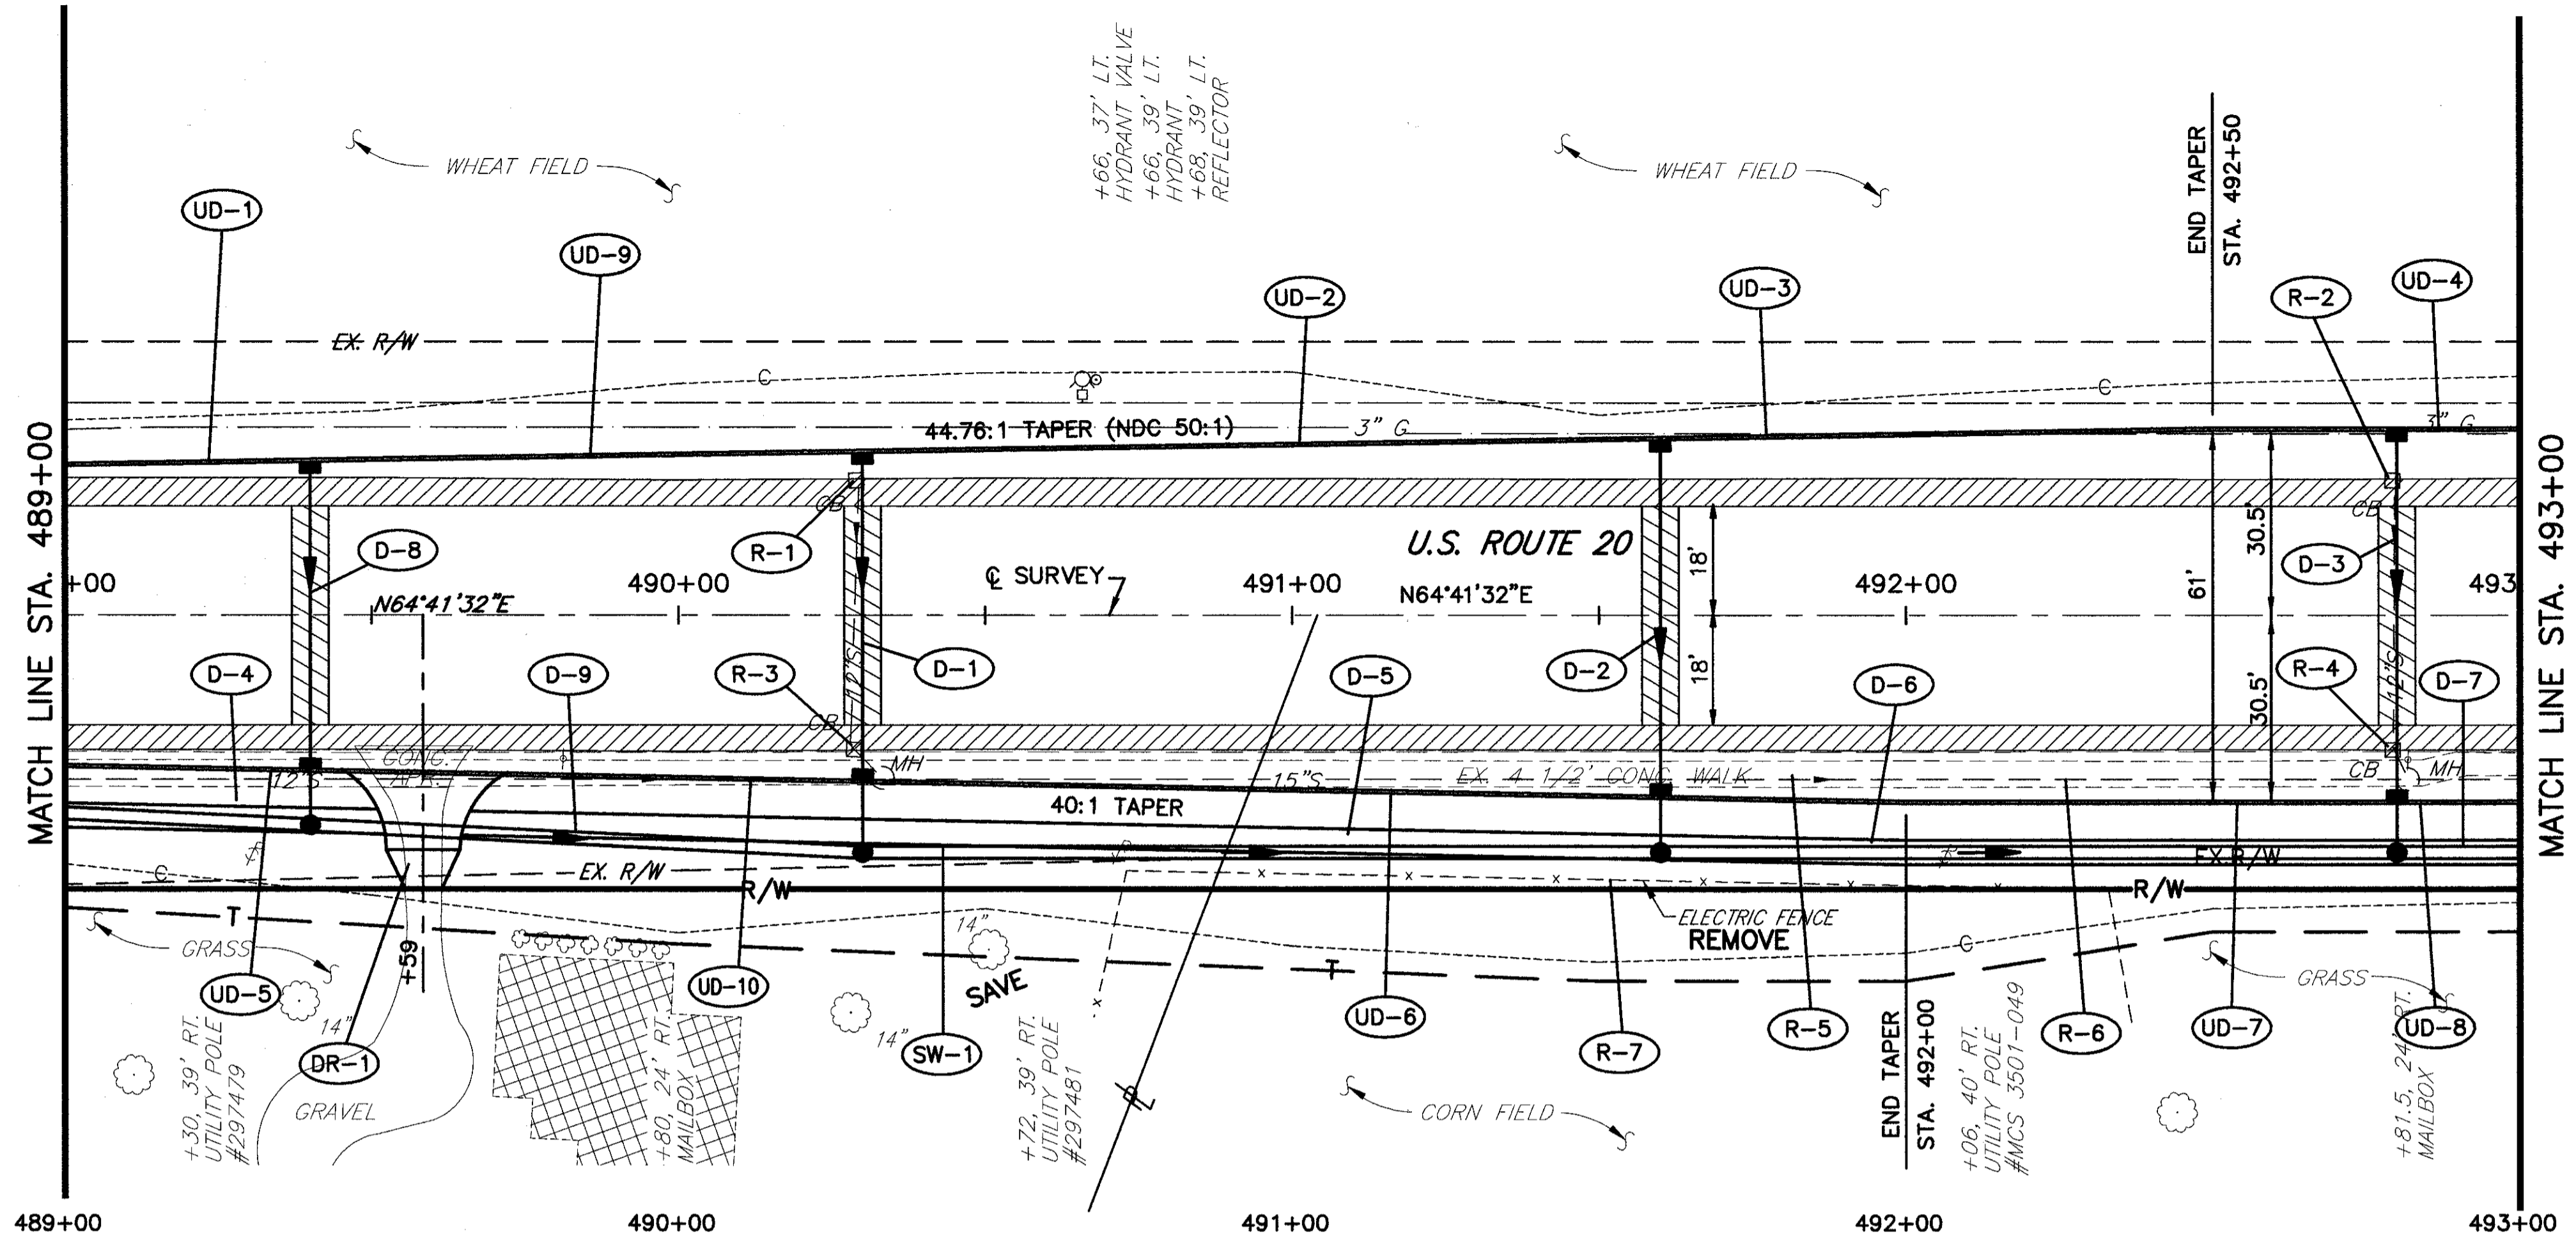 +66, 37' LT.
HYDRANT VALVE
+66, 39' LT.
HYDRANT
+68, 39' LT.
REFLECTOR
END TAPER
STA. 492+50
WHEAT FIELD
WHEAT FIELD
UD-1
UD-9
UD-2
UD-3
R-2
UD-4
EX. R/W
44.76:1 TAPER (NDC 50:1)
3" G
3" G
MATCH LINE STA. 489+00
MATCH LINE STA. 493+00
CB
CB
D-8
R-1
U.S. ROUTE 20
18'
30.5'
D-3
+00
490+00
℄ SURVEY
491+00
492+00
493
N64°41'32"E
N64°41'32"E
61'
D-4
D-9
R-3
12"S
D-1
D-5
D-2
18'
D-6
30.5'
R-4
12"S
D-7
CB
CONC.
APR.
12"S
MH
15"S
EX. 4 1/2' CONC. WALK
CB
MH
40:1 TAPER
EX. R/W
EX. R/W
R/W
R/W
T
T
GRASS
+59
14"
SAVE
ELECTRIC FENCE
REMOVE
GRASS
UD-5
UD-10
UD-6
R-5
R-6
UD-7
UD-8
14"
14"
DR-1
SW-1
R-7
GRAVEL
CORN FIELD
+30, 39' RT.
UTILITY POLE
#297479
+80, 24' RT.
MAILBOX
+72, 39' RT.
UTILITY POLE
#297481
℄
END TAPER
STA. 492+00
+06, 40' RT.
UTILITY POLE
#MCS 3501-049
+81.5, 24' RT.
MAILBOX
489+00
490+00
491+00
492+00
493+00